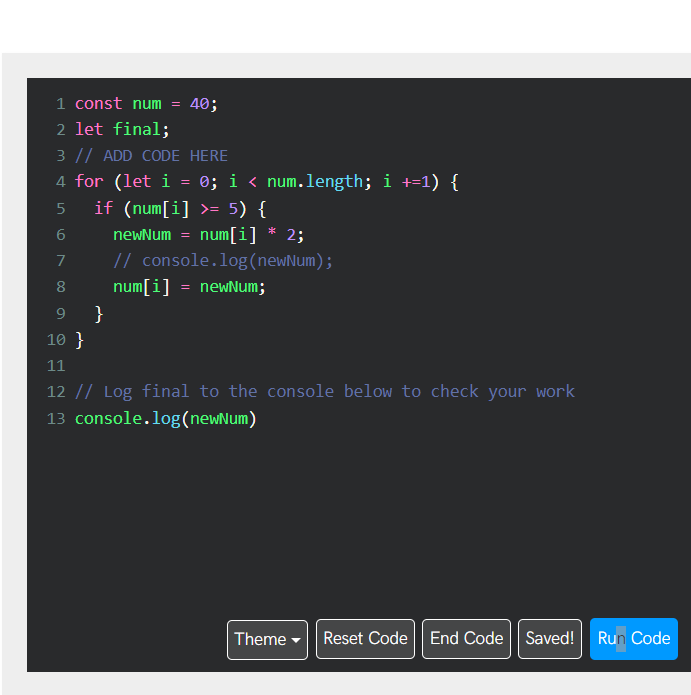 1 const num = 40;
2 let final;
3 // ADD CODE HERE
4 for (let i = 0; i < num.length; i +=1) {
5   if (num[i] >= 5) {
6     newNum = num[i] * 2;
7     // console.log(newNum);
8     num[i] = newNum;
9   }
10 }
11
12 // Log final to the console below to check your work
13 console.log(newNum)
Theme Reset Code End Code Saved! Run Code